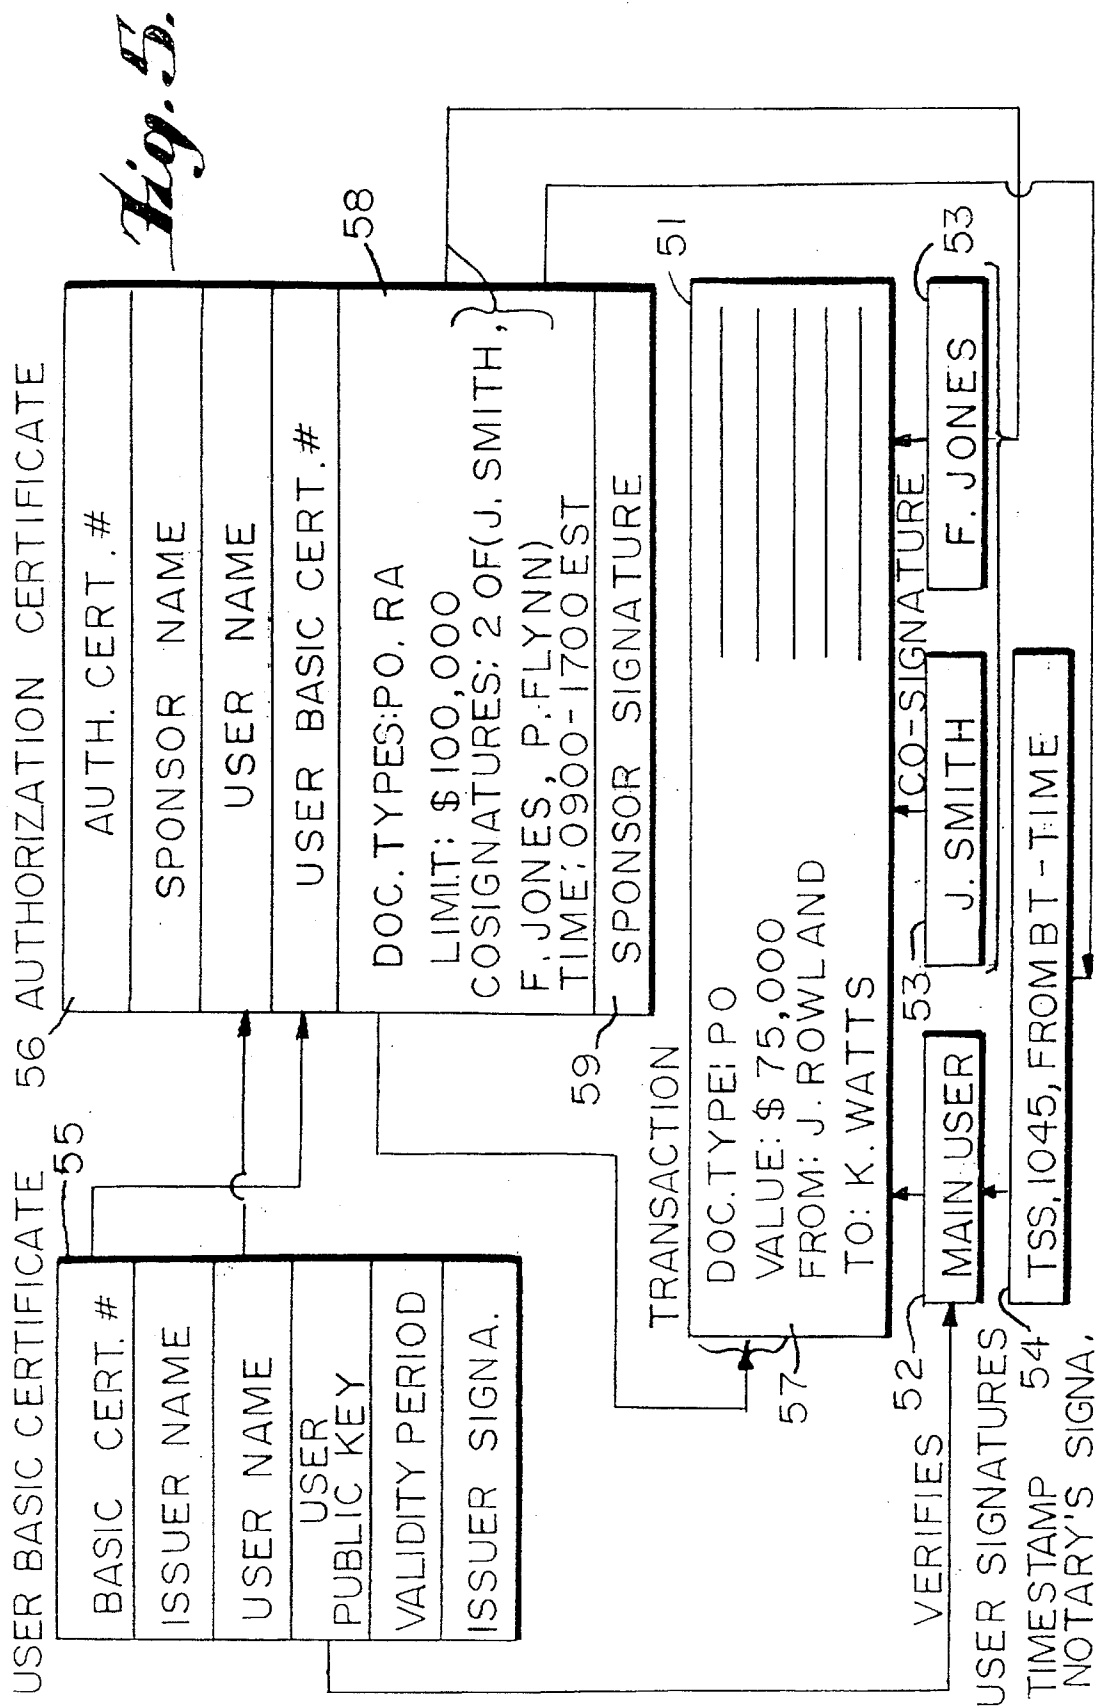 Fig. 5.
USER BASIC CERTIFICATE
55
BASIC CERT. #
ISSUER NAME
USER NAME
USER
PUBLIC KEY
VALIDITY PERIOD
ISSUER SIGNA.
56 AUTHORIZATION CERTIFICATE
AUTH. CERT. #
SPONSOR NAME
USER NAME
USER BASIC CERT. #
58
DOC. TYPES:PO, RA
LIMIT: $100,000
COSIGNATURES: 2 OF (J. SMITH,
F. JONES, P. FLYNN)
TIME: 0900-1700 EST
59
SPONSOR SIGNATURE
TRANSACTION
51
DOC. TYPE: PO
VALUE: $75,000
FROM: J. ROWLAND
TO: K. WATTS
57
VERIFIES
52
CO-SIGNATURE
53
53
USER SIGNATURES
MAIN USER
J. SMITH
F. JONES
TIMESTAMP 54
NOTARY'S SIGNA.
TSS, 1045, FROM BT-TIME